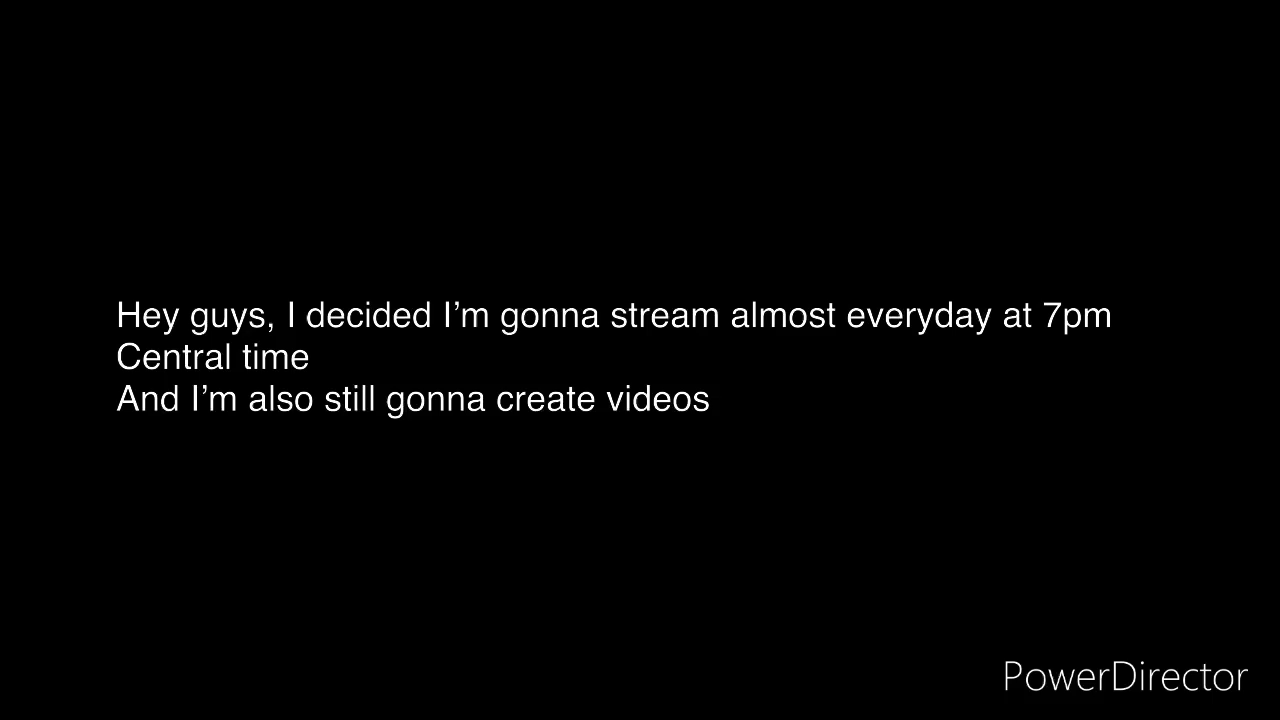 Hey guys, I decided I’m gonna stream almost everyday at 7pm
Central time
And I’m also still gonna create videos
PowerDirector